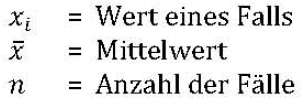 xᵢ = Wert eines Falls
x̄ = Mittelwert
n = Anzahl der Fälle